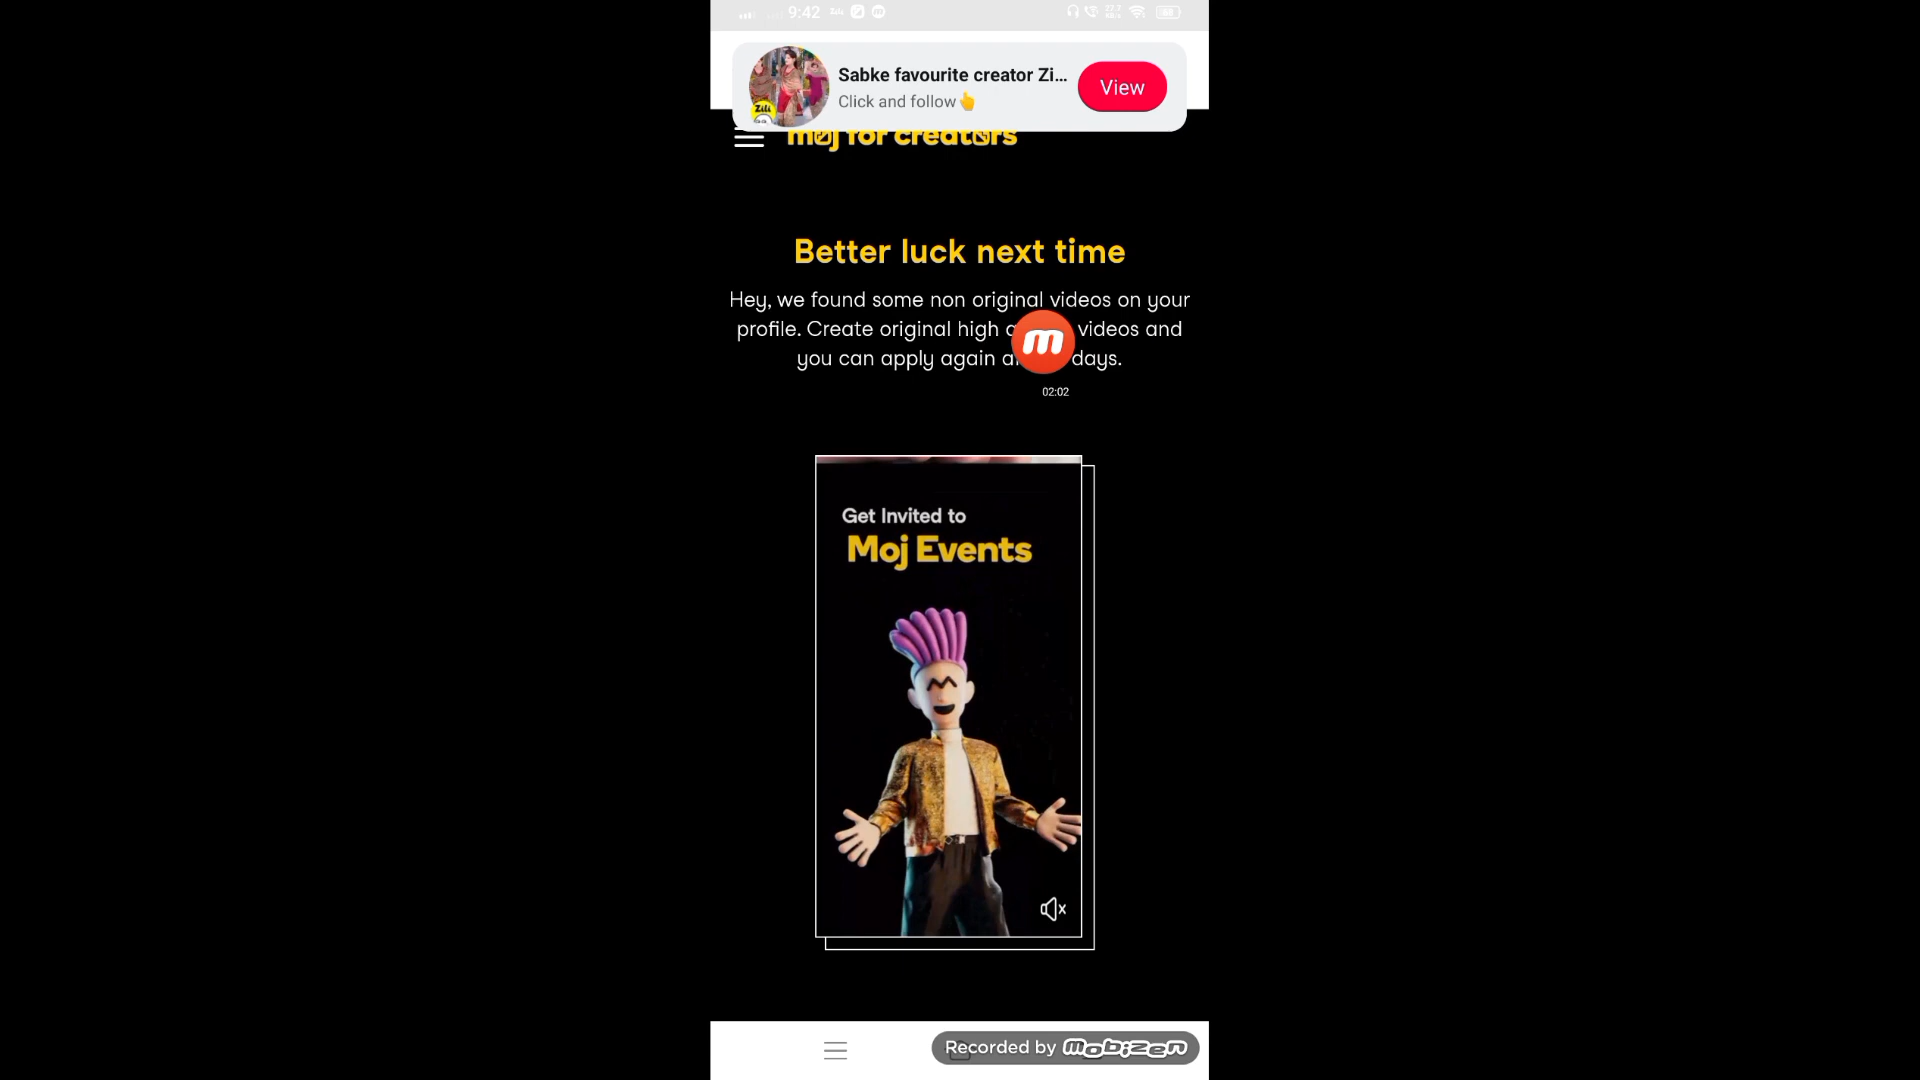 9:42
Sabke favourite creator Zi...
Click and follow👆
View
moj for creators
Better luck next time
Hey, we found some non original videos on your
profile. Create original high videos and
you can apply again days.
02:02
Get Invited to
Moj Events
Recorded by mobizen